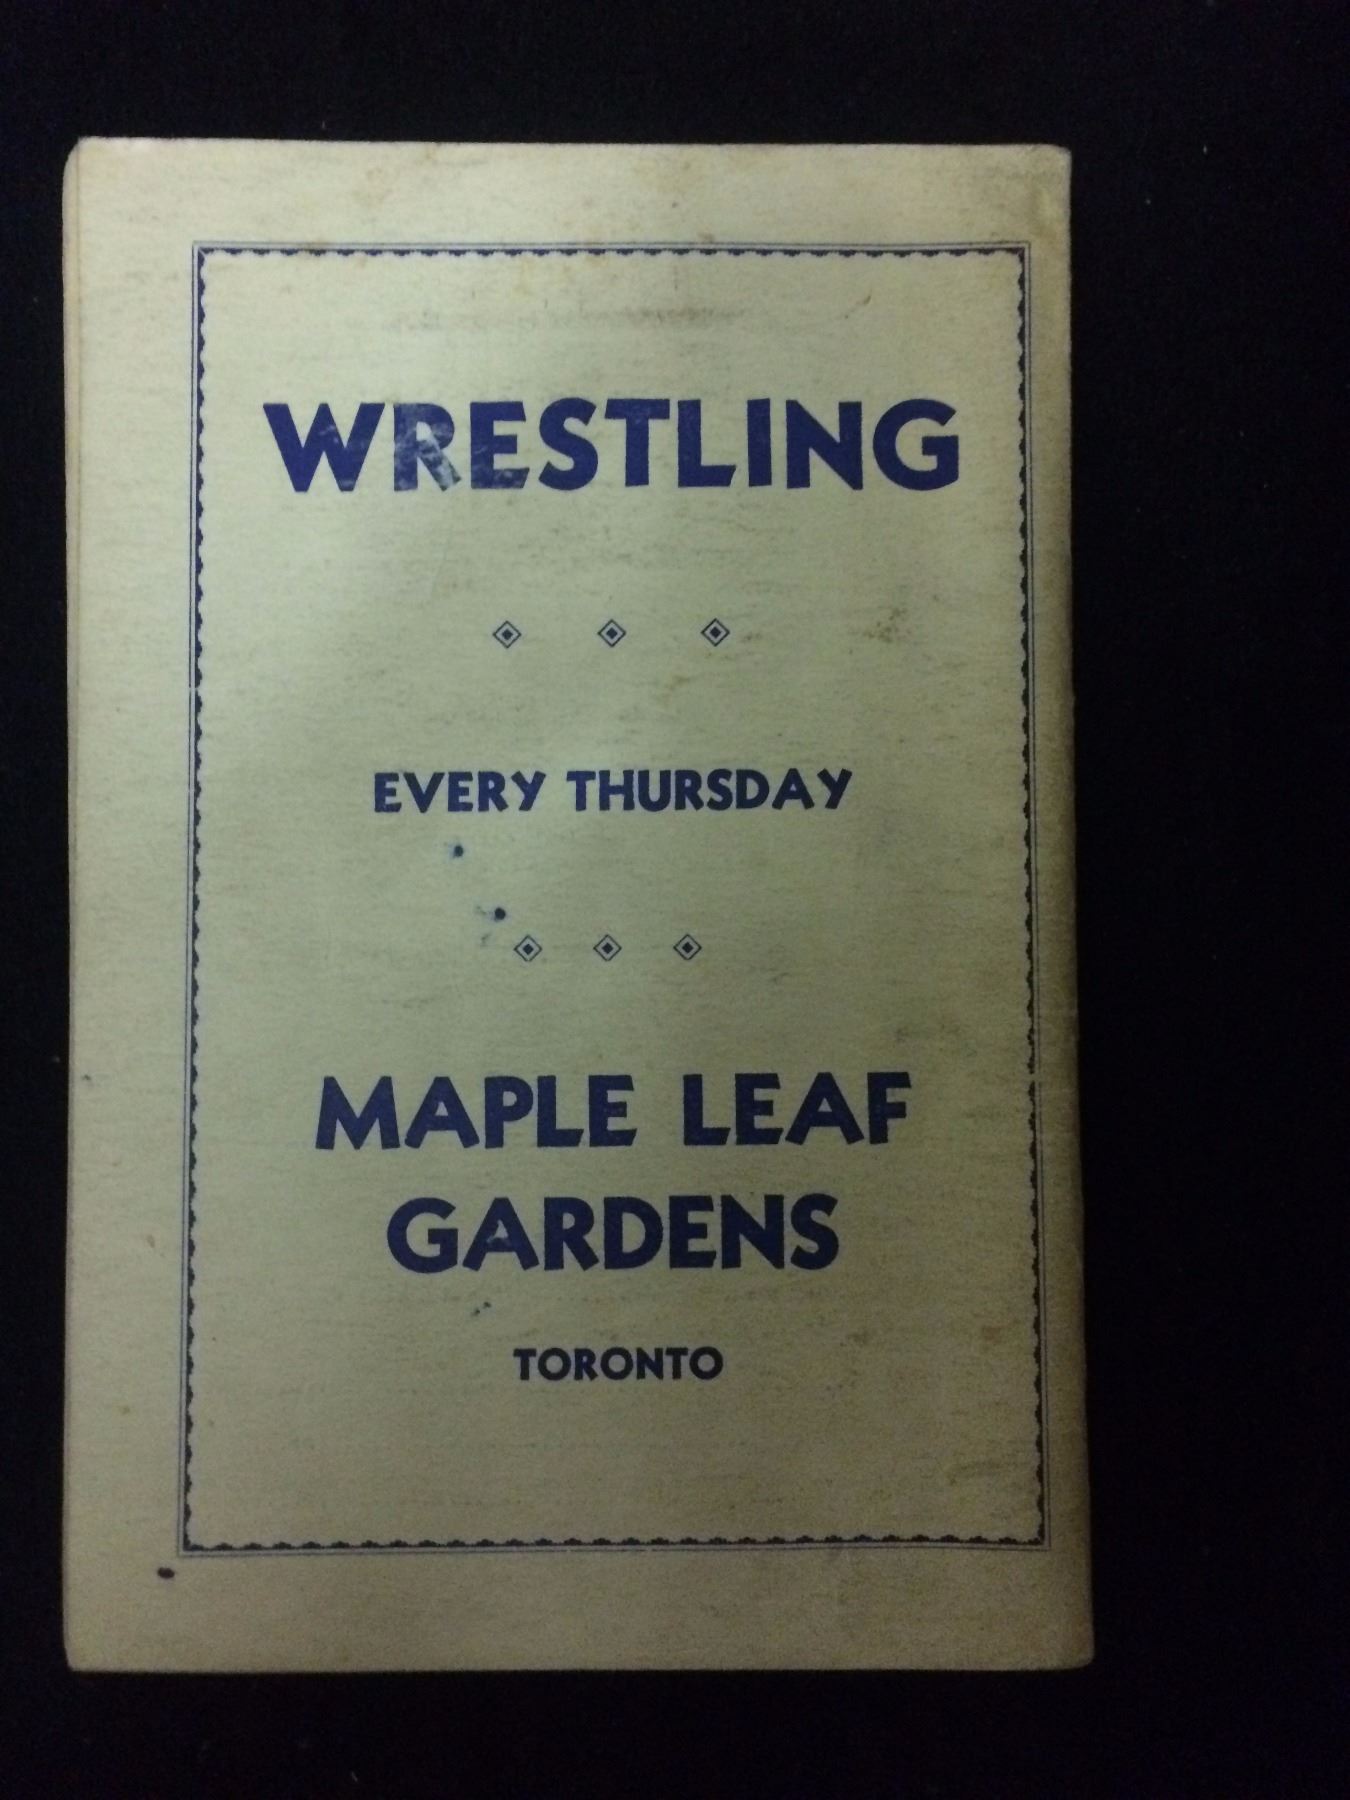 WRESTLING
EVERY THURSDAY
MAPLE LEAF
GARDENS
TORONTO